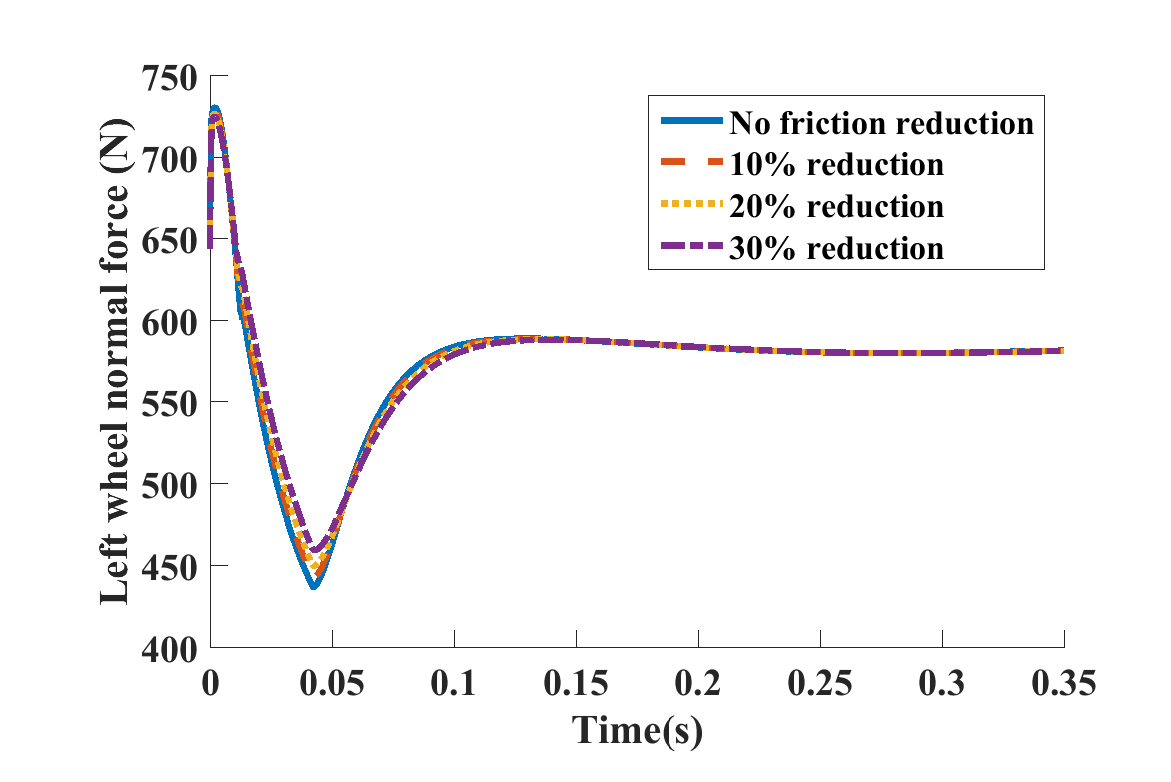 750
700
650
600
550
500
450
400
Left wheel normal force (N)
No friction reduction
10% reduction
20% reduction
30% reduction
0 0.05 0.1 0.15 0.2 0.25 0.3 0.35
Time(s)